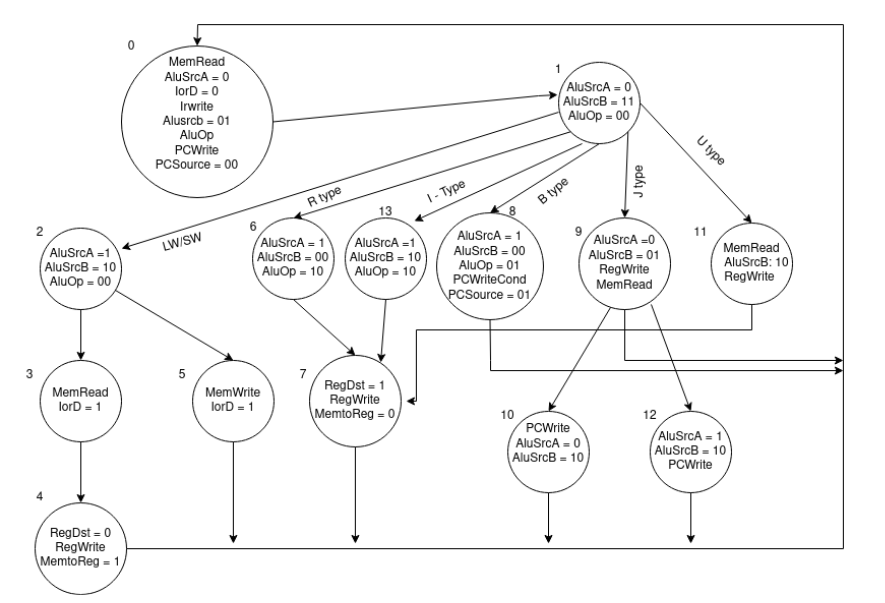 0
MemRead
AluSrcA = 0
IorD = 0
Irwrite
Alusrcb = 01
AluOp
PCWrite
PCSource = 00
1
AluSrcA = 0
AluSrcB = 11
AluOp = 00
LW/SW
R type
I - Type
B type
J type
U type
2
AluSrcA =1
AluSrcB = 10
AluOp = 00
6
AluSrcA = 1
AluSrcB = 00
AluOp = 10
13
AluSrcA =1
AluSrcB = 10
AluOp = 10
8
AluSrcA = 1
AluSrcB = 00
AluOp = 01
PCWriteCond
PCSource = 01
9
AluSrcA =0
AluSrcB = 01
RegWrite
MemRead
11
MemRead
AluSrcB: 10
RegWrite
3
MemRead
IorD = 1
5
MemWrite
IorD = 1
7
RegDst = 1
RegWrite
MemtoReg = 0
10
PCWrite
AluSrcA = 0
AluSrcB = 10
12
AluSrcA = 1
AluSrcB = 10
PCWrite
4
RegDst = 0
RegWrite
MemtoReg = 1